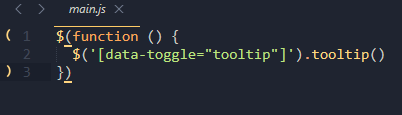 main.js
( 1 $(function () {
2 $('[data-toggle="tooltip"]').tooltip()
) 3 })